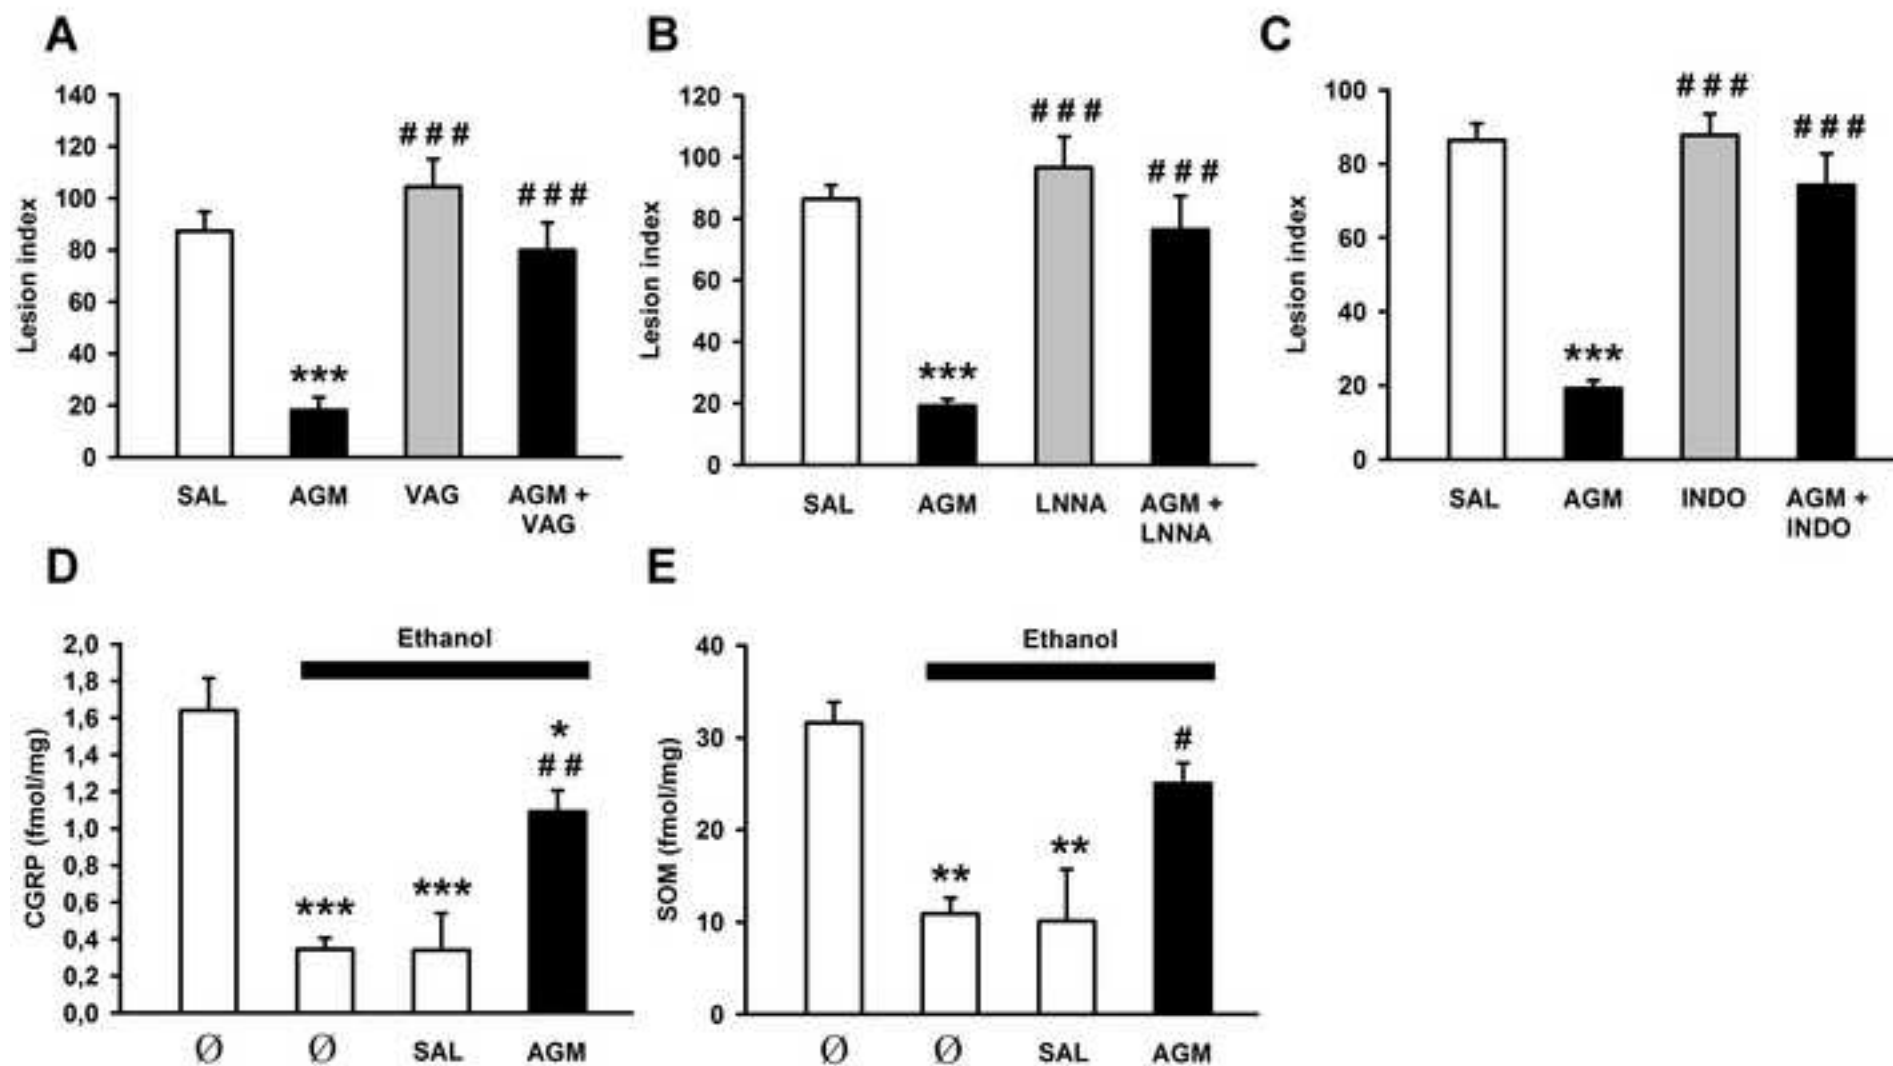 A
140
120
100
80
60
40
20
0
Lesion index
***
# # #
# # #
SAL
AGM
VAG
AGM +
VAG
B
120
100
80
60
40
20
0
Lesion index
***
# # #
# # #
SAL
AGM
LNNA
AGM +
LNNA
C
100
80
60
40
20
0
Lesion index
***
# # #
# # #
SAL
AGM
INDO
AGM +
INDO
D
Ethanol
2,0
1,8
1,6
1,4
1,2
1,0
0,8
0,6
0,4
0,2
0,0
CGRP (fmol/mg)
***
***
*
# #
Ø
Ø
SAL
AGM
E
Ethanol
40
30
20
10
0
SOM (fmol/mg)
**
**
#
Ø
Ø
SAL
AGM